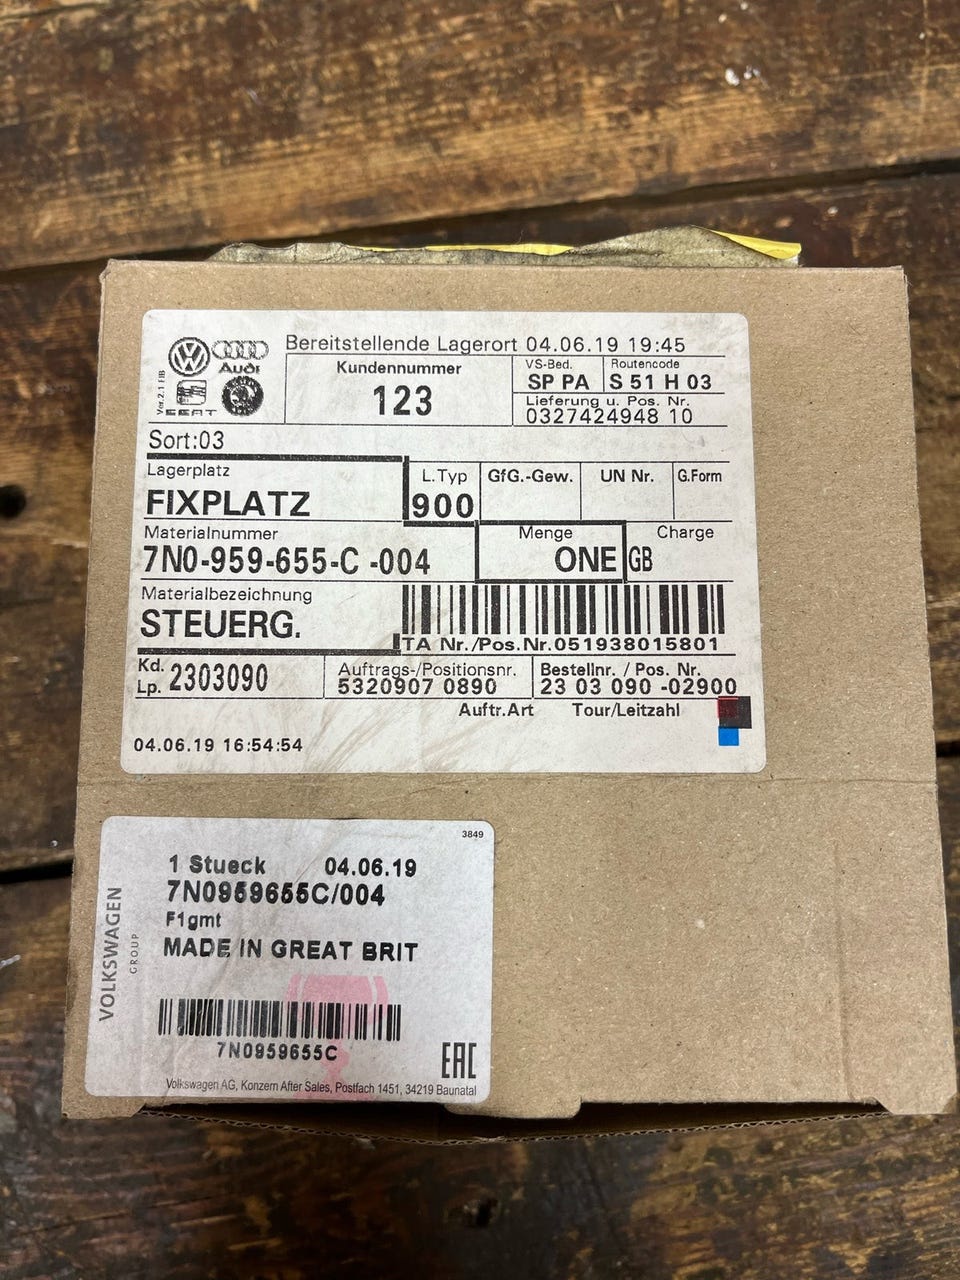 Bereitstellende Lagerort 04.06.19 19:45
Ver.2.1 EIB
Audi
SEAT
Kundennummer
123
VS-Bed.
SP PA
Routencode
S 51 H 03
Lieferung u. Pos. Nr.
0327424948 10
Sort:03
Lagerplatz
FIXPLATZ
L.Typ
900
GfG.-Gew.
UN Nr.
G.Form
Materialnummer
7N0-959-655-C -004
Menge
ONE
Charge
GB
Materialbezeichnung
STEUERG.
TA Nr./Pos.Nr.051938015801
Kd.
Lp. 2303090
Auftrags-/Positionsnr.
5320907 0890
Bestellnr. / Pos. Nr.
23 03 090 -02900
Auftr.Art
Tour/Leitzahl
04.06.19 16:54:54
3849
VOLKSWAGEN
GROUP
1 Stueck 04.06.19
7N0959655C/004
F1gmt
MADE IN GREAT BRIT
7N0959655C
EAC
Volkswagen AG, Konzern After Sales, Postfach 1451, 34219 Baunatal